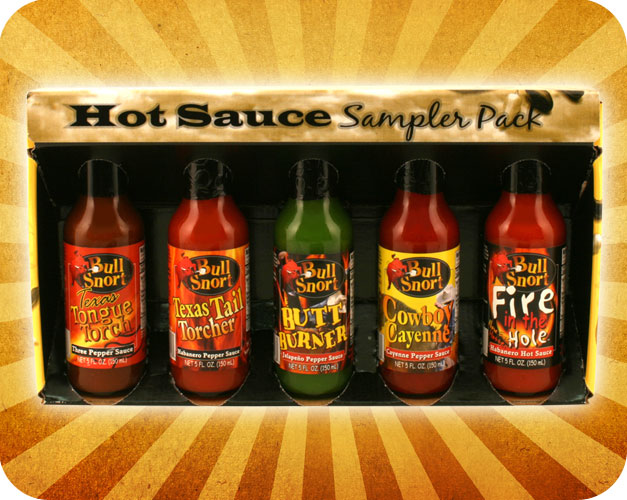 Hot Sauce Sampler Pack
Bull
Snort
Texas
Tongue
Torch
Three Pepper Sauce
NET 5 FL. OZ. (150 mL)
Bull
Snort
Texas Tail
Torcher
Habanero Pepper Sauce
NET 5 FL. OZ. (150 mL)
Bull
Snort
BUTT
BURNER
Jalapeño Pepper Sauce
NET 5 FL. OZ. (150 mL)
Bull
Snort
Cowboy
Cayenne
Cayenne Pepper Sauce
NET 5 FL. OZ. (150 mL)
Bull
Snort
Fire
in the
Hole
Habanero Hot Sauce
NET 5 FL. OZ. (150 mL)